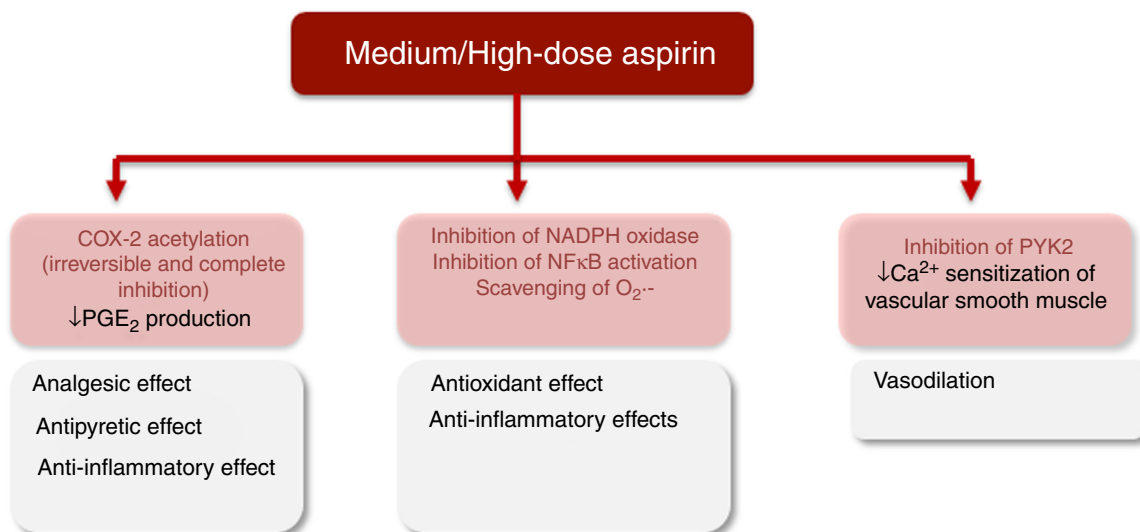 Medium/High-dose aspirin
COX-2 acetylation
(irreversible and complete
inhibition)
↓PGE₂ production
Analgesic effect
Antipyretic effect
Anti-inflammatory effect
Inhibition of NADPH oxidase
Inhibition of NFκB activation
Scavenging of O₂·-
Antioxidant effect
Anti-inflammatory effects
Inhibition of PYK2
↓Ca²⁺ sensitization of
vascular smooth muscle
Vasodilation